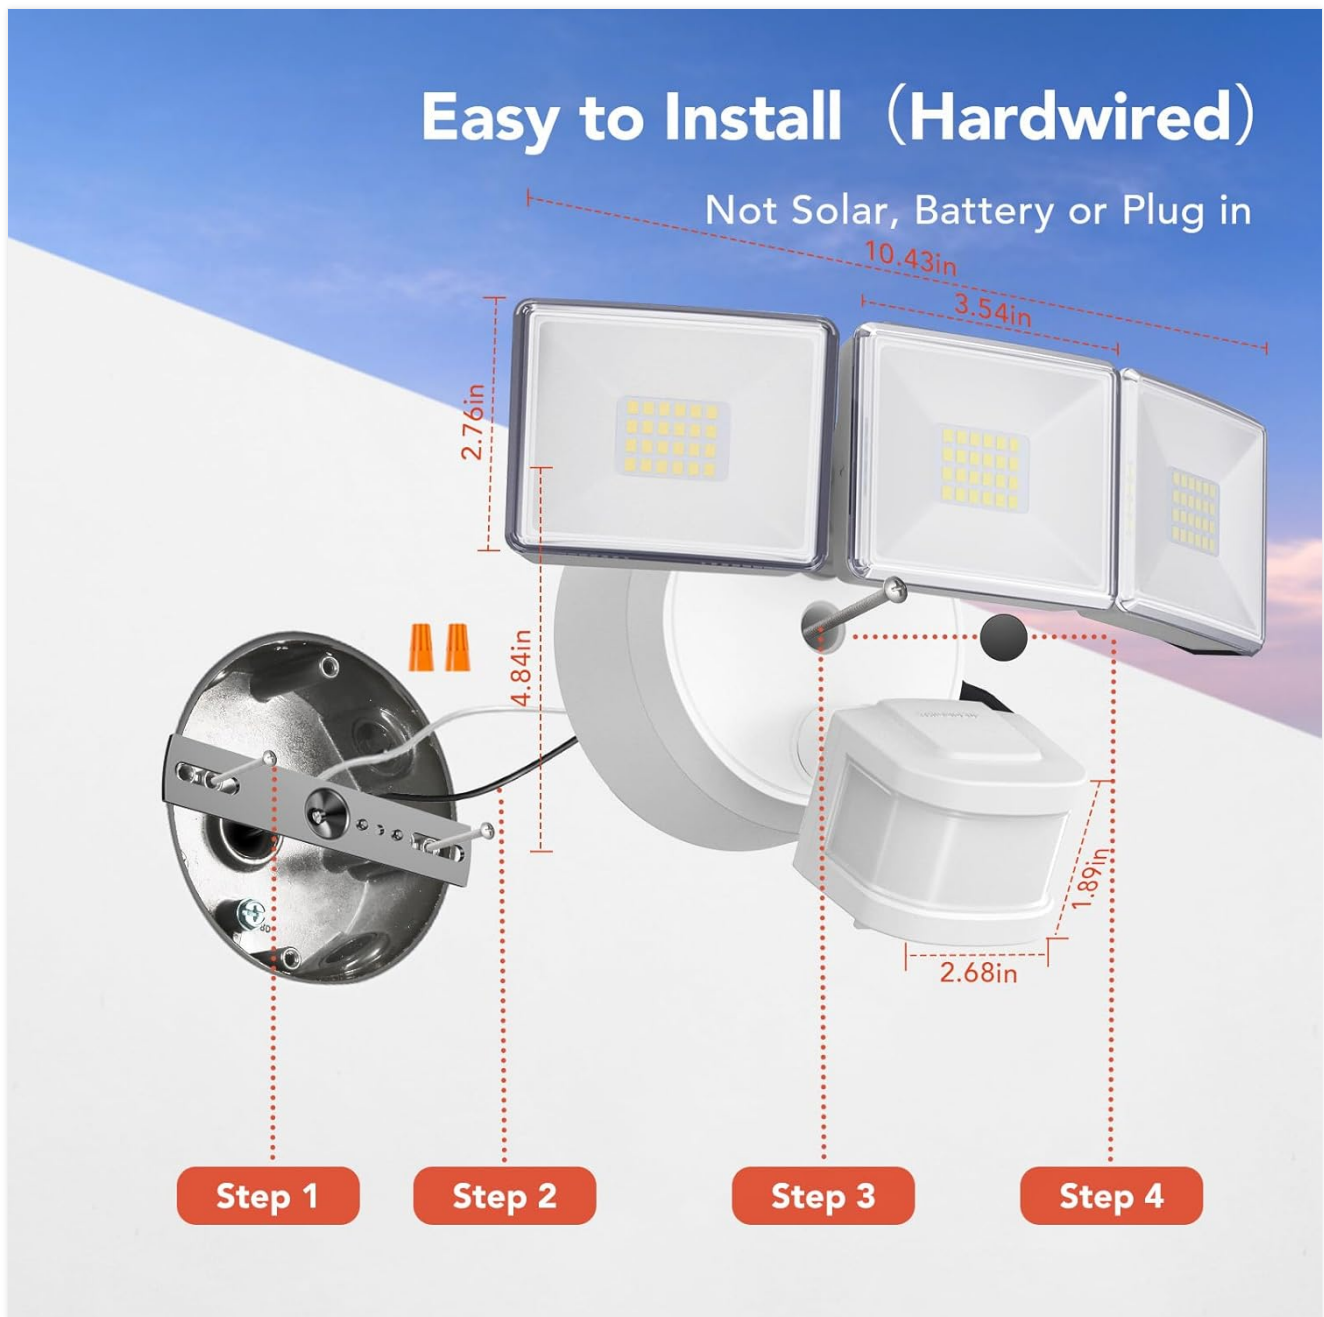 Easy to Install（Hardwired）
Not Solar, Battery or Plug in
10.43in
3.54in
2.76in
4.84in
1.89in
2.68in
Step 1
Step 2
Step 3
Step 4